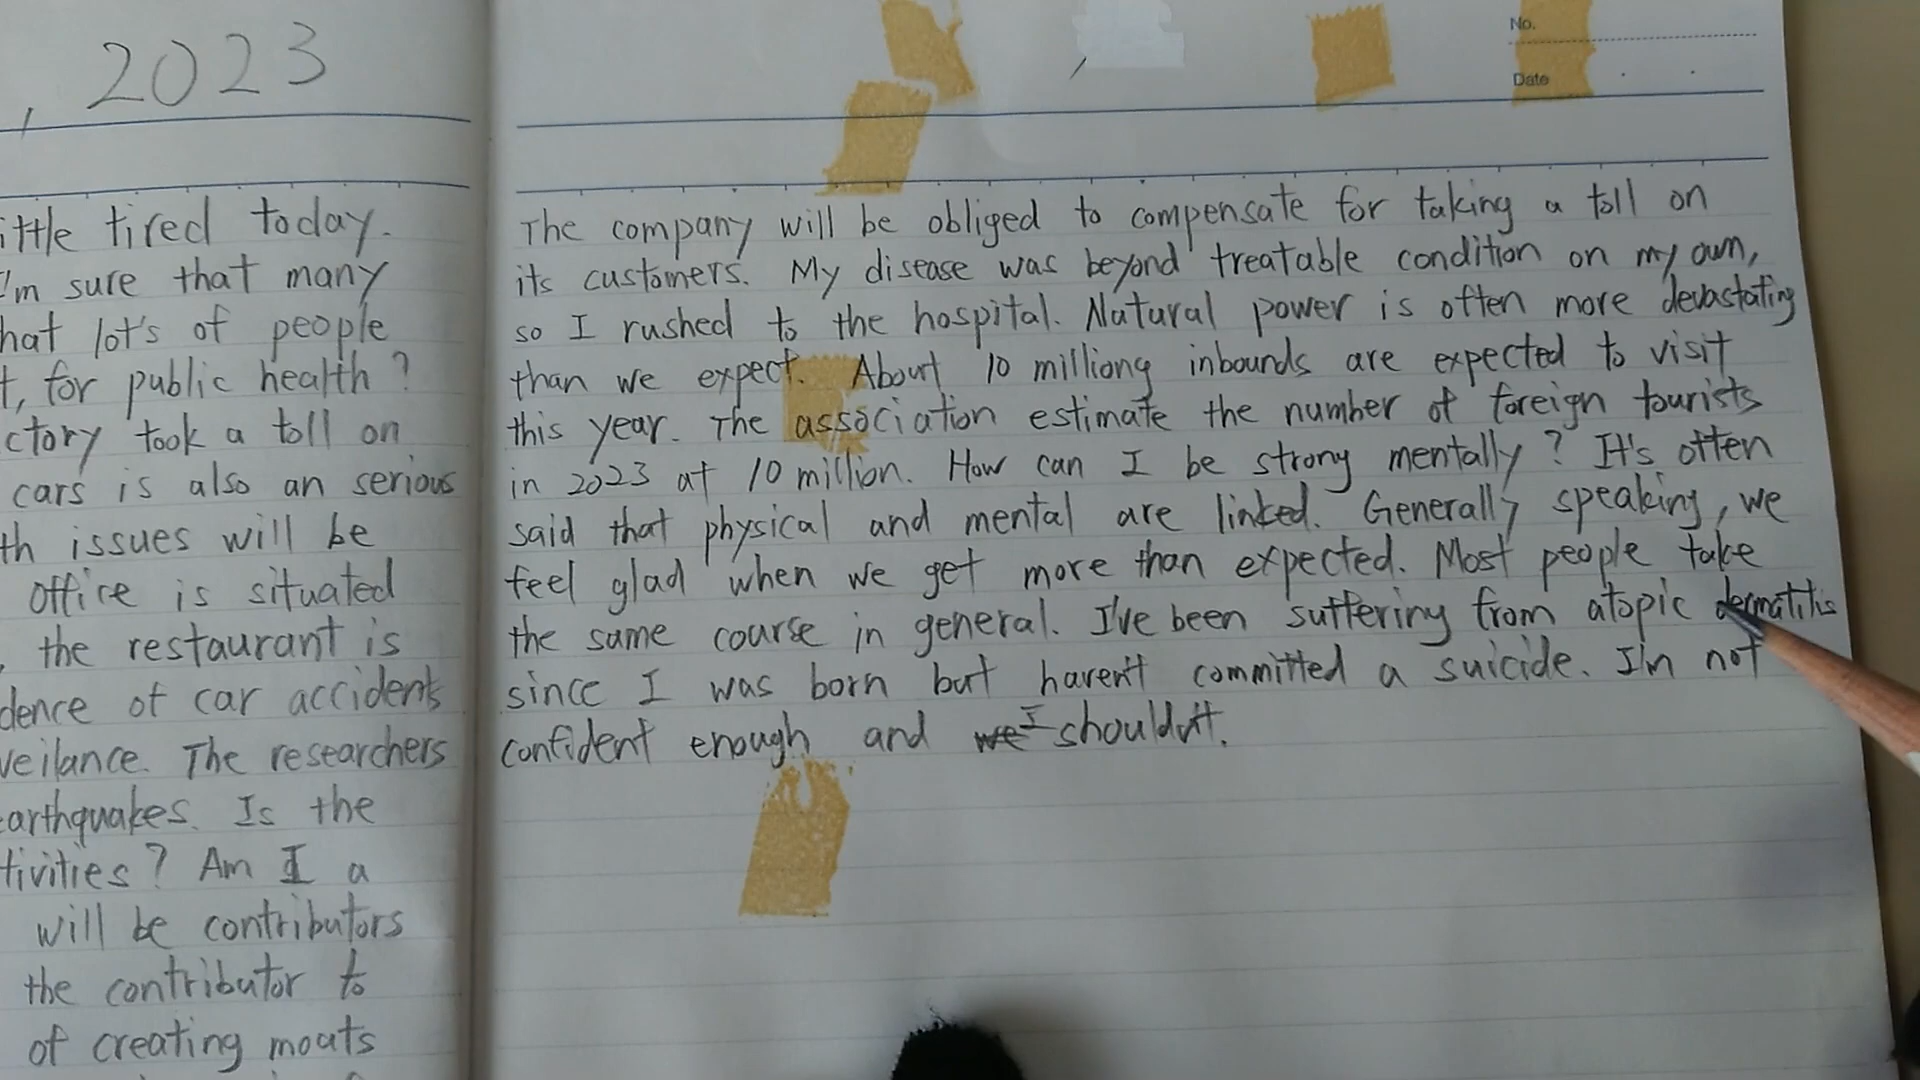 , 2023
ittle tired today.
I'm sure that many
hat lot's of people
t, for public health?
ctory took a toll on
cars is also an serious
th issues will be
office is situated
, the restaurant is
dence of car accidents
veilance. The researchers
earthquakes. Is the
tivities? Am I a
will be contributors
the contributor to
of creating moats
No.
Date
The company will be obliged to compensate for taking a toll on
its customers. My disease was beyond treatable condition on my own,
so I rushed to the hospital. Natural power is often more devastating
than we expect. About 10 milliong inbounds are expected to visit
this year. The association estimate the number of foreign tourists
in 2023 at 10 million. How can I be strong mentally? It's often
said that physical and mental are linked. Generally speaking, we
feel glad when we get more than expected. Most people take
the same course in general. I've been suffering from atopic dermatitis
since I was born but haven't committed a suicide. I'm not
confident enough and we I shouldn't.